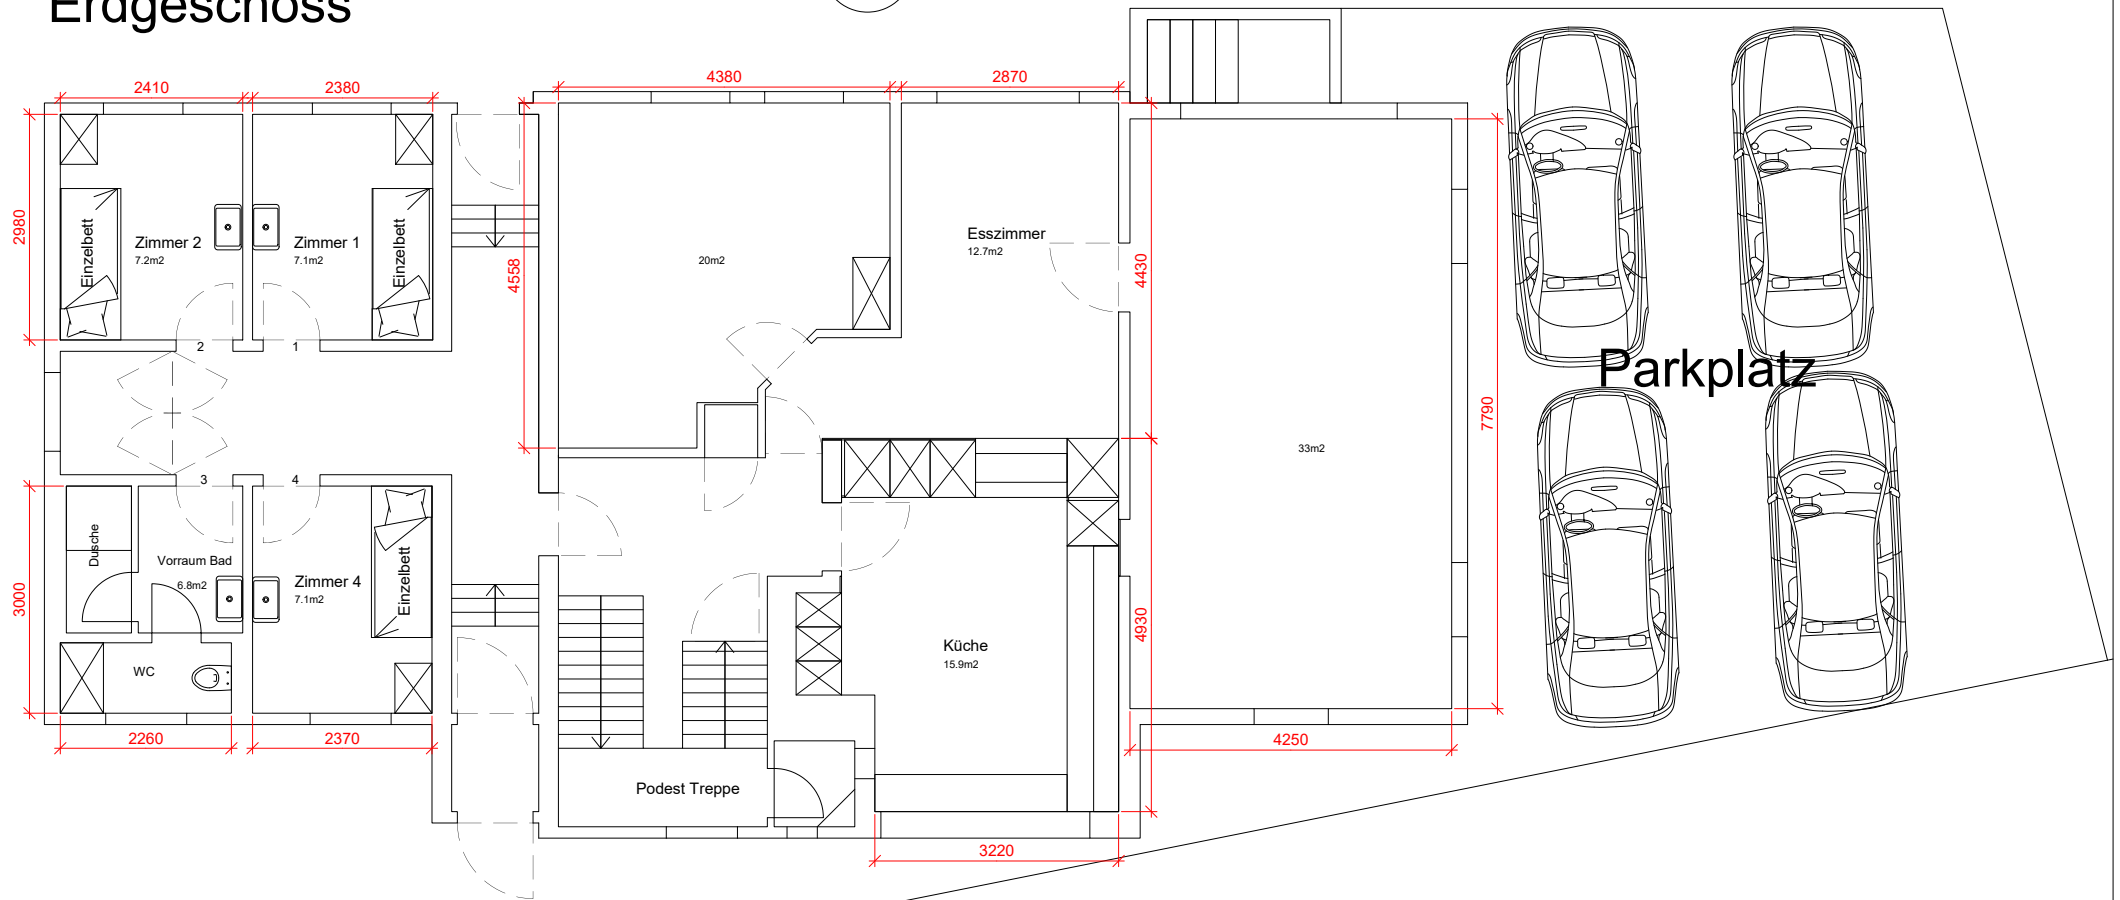 Erdgeschoss
2410
2380
4380
2870
2980
Einzelbett
Zimmer 2
7.2m2
Zimmer 1
7.1m2
Einzelbett
4558
20m2
Esszimmer
12.7m2
4430
2
1
Parkplatz
7790
33m2
3
4
Dusche
Vorraum Bad
6.8m2
Zimmer 4
7.1m2
Einzelbett
3000
4930
Küche
15.9m2
WC
2260
2370
4250
Podest Treppe
3220